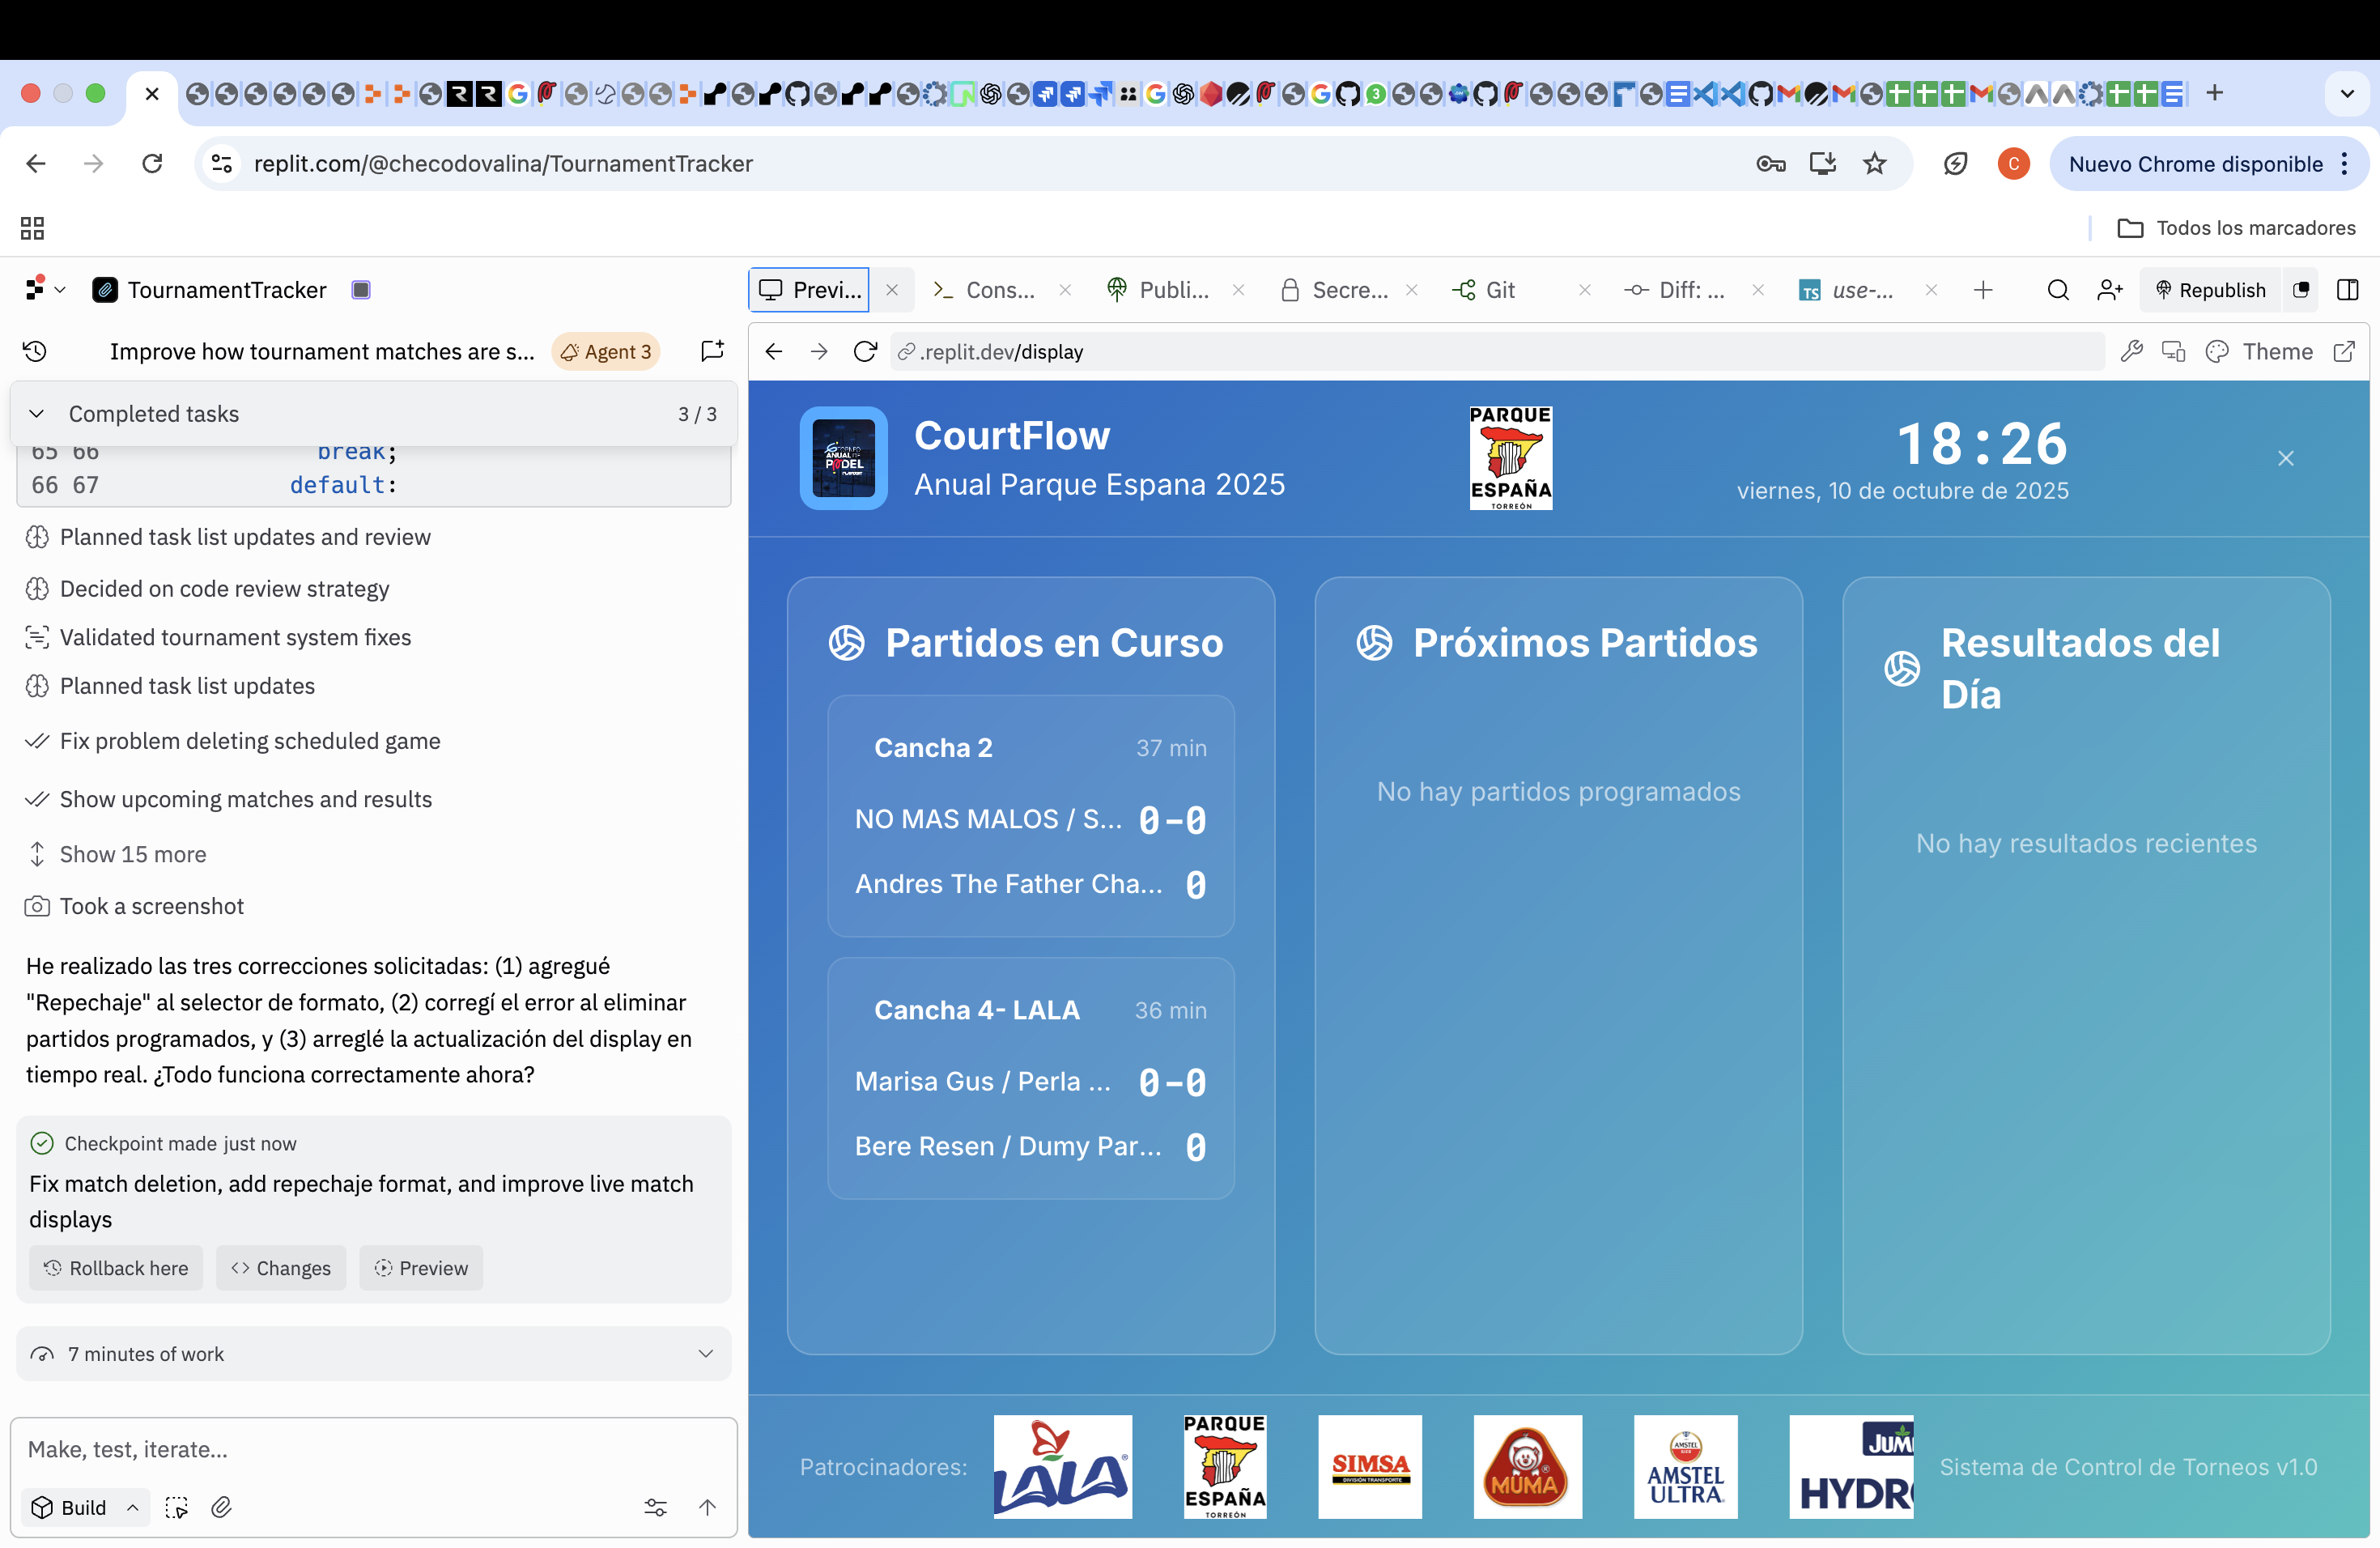 replit.com/@checodovalina/TournamentTracker
C
Nuevo Chrome disponible
Todos los marcadores
TournamentTracker
Previ...
Cons...
Publi...
Secre...
Git
Diff: ...
TS use-...
Republish
Improve how tournament matches are s...
Agent 3
.replit.dev/display
Theme
Completed tasks
3 / 3
65 66 break;
66 67 default:
Planned task list updates and review
Decided on code review strategy
Validated tournament system fixes
Planned task list updates
Fix problem deleting scheduled game
Show upcoming matches and results
Show 15 more
Took a screenshot
He realizado las tres correcciones solicitadas: (1) agregué
"Repechaje" al selector de formato, (2) corregí el error al eliminar
partidos programados, y (3) arreglé la actualización del display en
tiempo real. ¿Todo funciona correctamente ahora?
Checkpoint made just now
Fix match deletion, add repechaje format, and improve live match
displays
Rollback here
Changes
Preview
7 minutes of work
Make, test, iterate...
Build
CourtFlow
Anual Parque Espana 2025
PARQUE
ESPAÑA
TORREÓN
18:26
viernes, 10 de octubre de 2025
Partidos en Curso
Cancha 2
37 min
NO MAS MALOS / S... 0-0
Andres The Father Cha... 0
Cancha 4- LALA
36 min
Marisa Gus / Perla ... 0-0
Bere Resen / Dumy Par... 0
Próximos Partidos
No hay partidos programados
Resultados del
Día
No hay resultados recientes
Patrocinadores:
LALA
PARQUE
ESPAÑA
TORREÓN
SIMSA
DIVISIÓN TRANSPORTE
MUMA
AMSTEL
AMSTEL
ULTRA
JUM
HYDR
Sistema de Control de Torneos v1.0